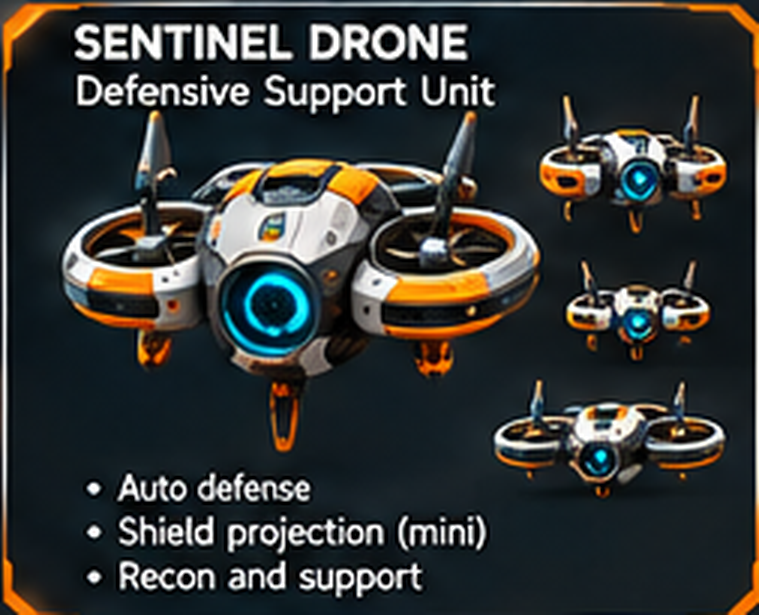 SENTINEL DRONE
Defensive Support Unit
• Auto defense
• Shield projection (mini)
• Recon and support